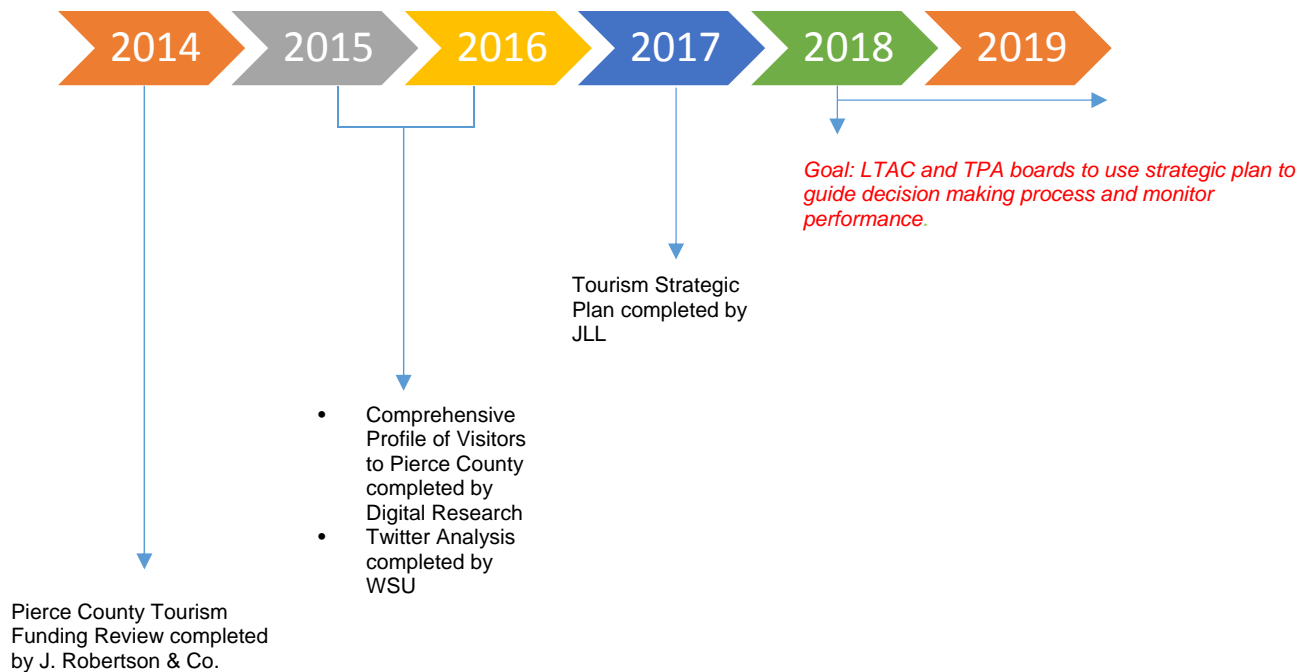 2014
2015
2016
2017
2018
2019
Goal: LTAC and TPA boards to use strategic plan to
guide decision making process and monitor
performance.
Tourism Strategic
Plan completed by
JLL
• Comprehensive
Profile of Visitors
to Pierce County
completed by
Digital Research
• Twitter Analysis
completed by
WSU
Pierce County Tourism
Funding Review completed
by J. Robertson & Co.